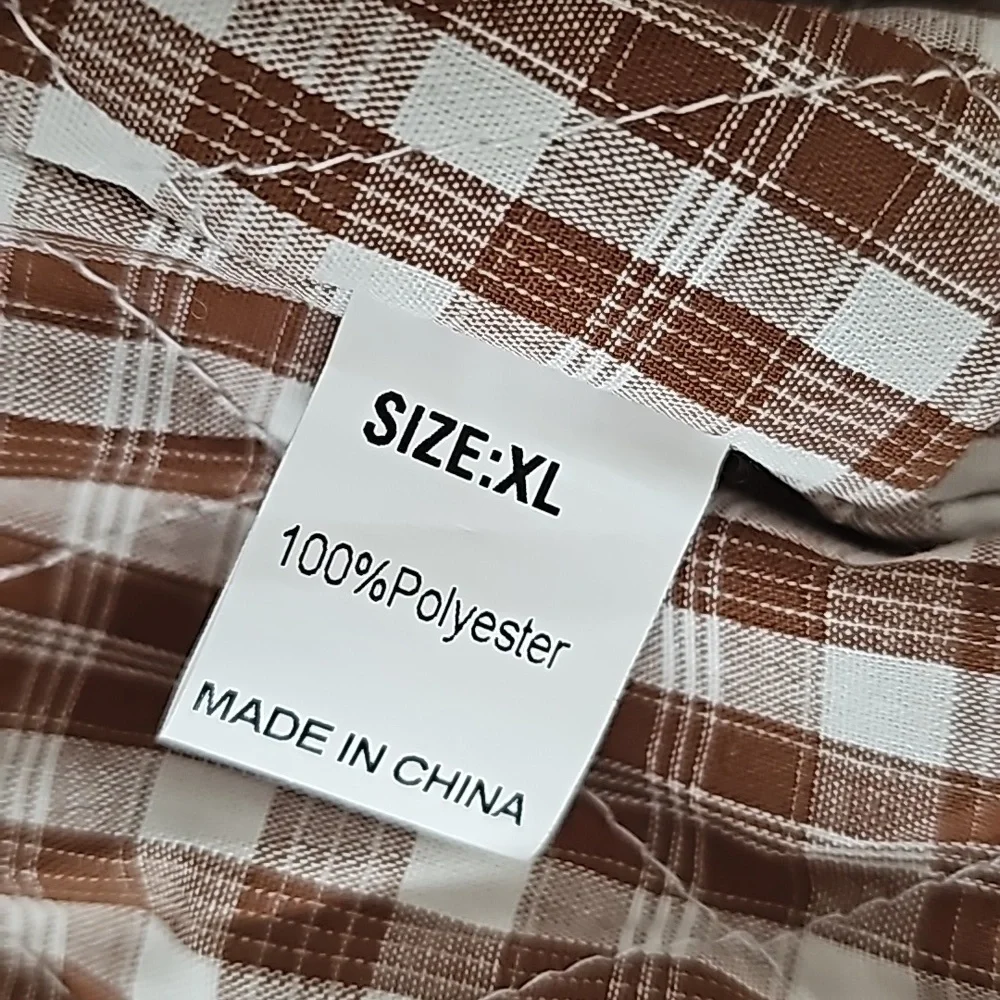 SIZE:XL
100%Polyester
MADE IN CHINA